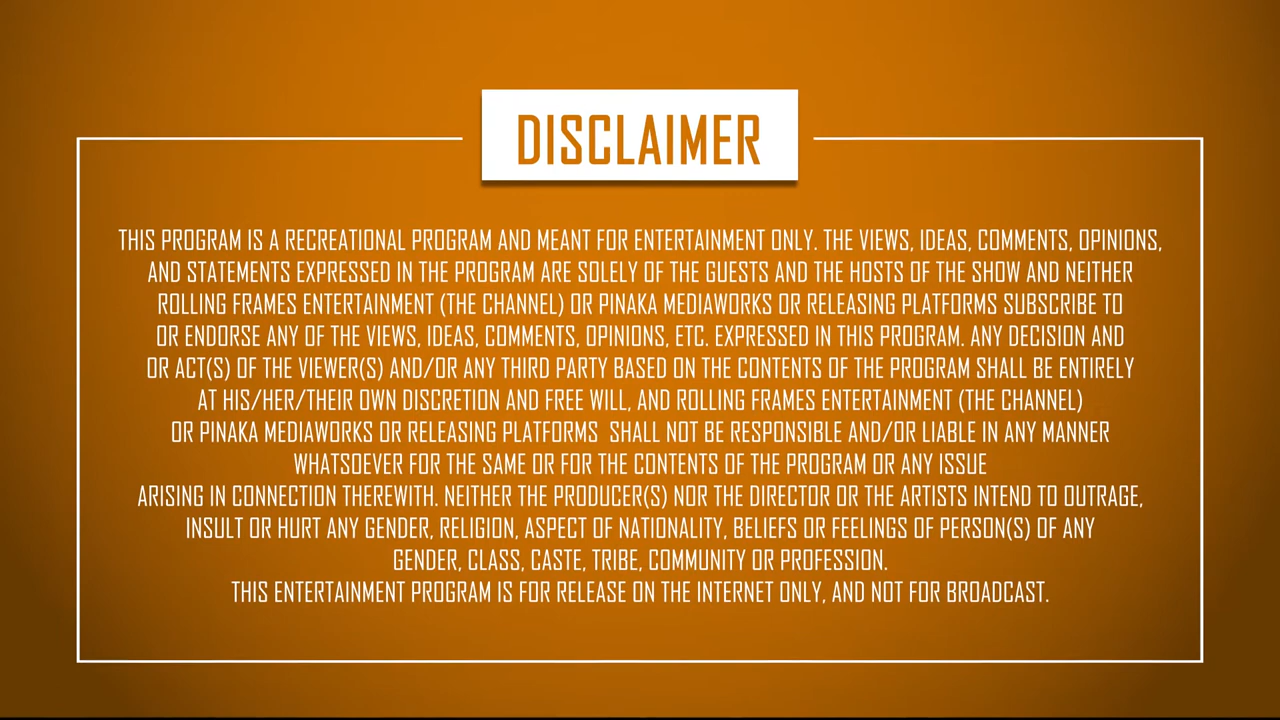 DISCLAIMER
THIS PROGRAM IS A RECREATIONAL PROGRAM AND MEANT FOR ENTERTAINMENT ONLY. THE VIEWS, IDEAS, COMMENTS, OPINIONS,
AND STATEMENTS EXPRESSED IN THE PROGRAM ARE SOLELY OF THE GUESTS AND THE HOSTS OF THE SHOW AND NEITHER
ROLLING FRAMES ENTERTAINMENT (THE CHANNEL) OR PINAKA MEDIAWORKS OR RELEASING PLATFORMS SUBSCRIBE TO
OR ENDORSE ANY OF THE VIEWS, IDEAS, COMMENTS, OPINIONS, ETC. EXPRESSED IN THIS PROGRAM. ANY DECISION AND
OR ACT(S) OF THE VIEWER(S) AND/OR ANY THIRD PARTY BASED ON THE CONTENTS OF THE PROGRAM SHALL BE ENTIRELY
AT HIS/HER/THEIR OWN DISCRETION AND FREE WILL, AND ROLLING FRAMES ENTERTAINMENT (THE CHANNEL)
OR PINAKA MEDIAWORKS OR RELEASING PLATFORMS SHALL NOT BE RESPONSIBLE AND/OR LIABLE IN ANY MANNER
WHATSOEVER FOR THE SAME OR FOR THE CONTENTS OF THE PROGRAM OR ANY ISSUE
ARISING IN CONNECTION THEREWITH. NEITHER THE PRODUCER(S) NOR THE DIRECTOR OR THE ARTISTS INTEND TO OUTRAGE,
INSULT OR HURT ANY GENDER, RELIGION, ASPECT OF NATIONALITY, BELIEFS OR FEELINGS OF PERSON(S) OF ANY
GENDER, CLASS, CASTE, TRIBE, COMMUNITY OR PROFESSION.
THIS ENTERTAINMENT PROGRAM IS FOR RELEASE ON THE INTERNET ONLY, AND NOT FOR BROADCAST.